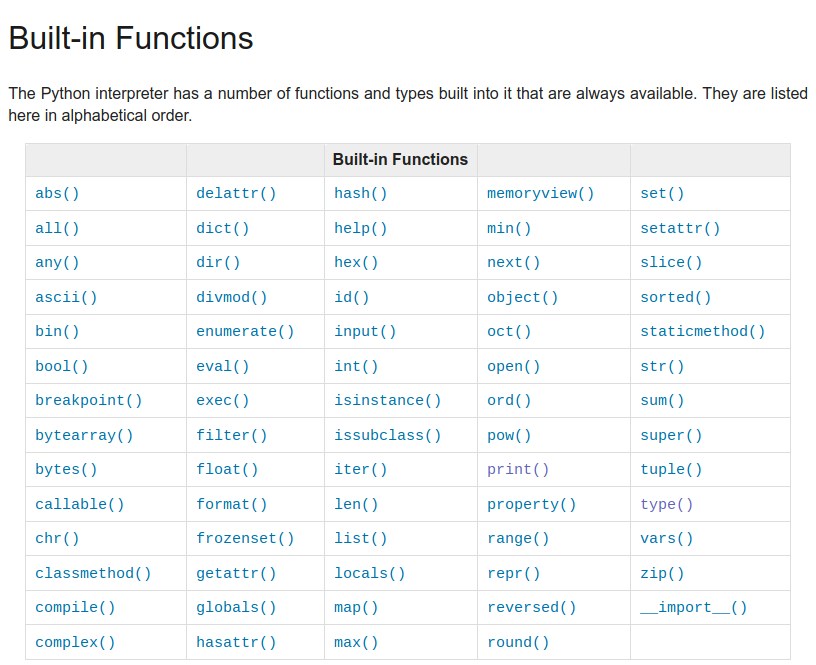 Built-in Functions
The Python interpreter has a number of functions and types built into it that are always available. They are listed
here in alphabetical order.
Built-in Functions
abs() delattr() hash() memoryview() set()
all() dict() help() min() setattr()
any() dir() hex() next() slice()
ascii() divmod() id() object() sorted()
bin() enumerate() input() oct() staticmethod()
bool() eval() int() open() str()
breakpoint() exec() isinstance() ord() sum()
bytearray() filter() issubclass() pow() super()
bytes() float() iter() print() tuple()
callable() format() len() property() type()
chr() frozenset() list() range() vars()
classmethod() getattr() locals() repr() zip()
compile() globals() map() reversed() __import__()
complex() hasattr() max() round()